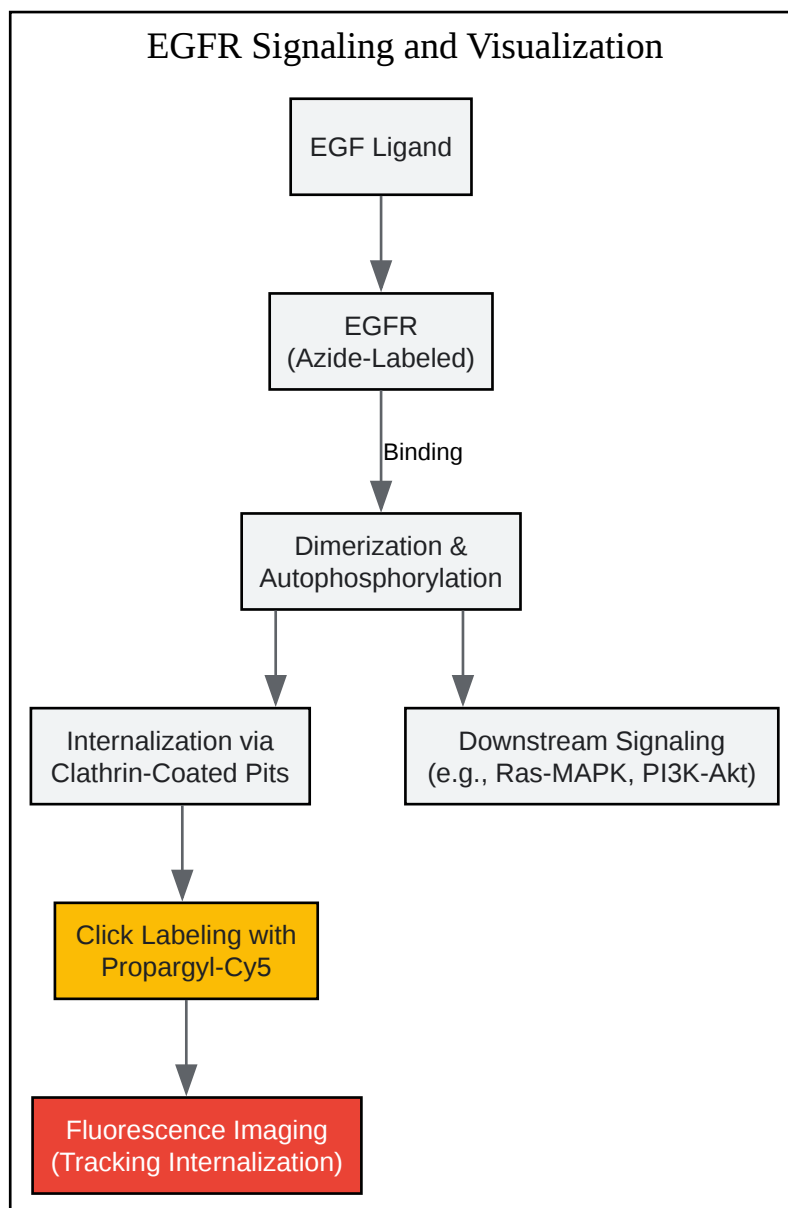 EGFR Signaling and Visualization
EGF Ligand
EGFR
(Azide-Labeled)
Binding
Dimerization &
Autophosphorylation
Internalization via
Clathrin-Coated Pits
Downstream Signaling
(e.g., Ras-MAPK, PI3K-Akt)
Click Labeling with
Propargyl-Cy5
Fluorescence Imaging
(Tracking Internalization)